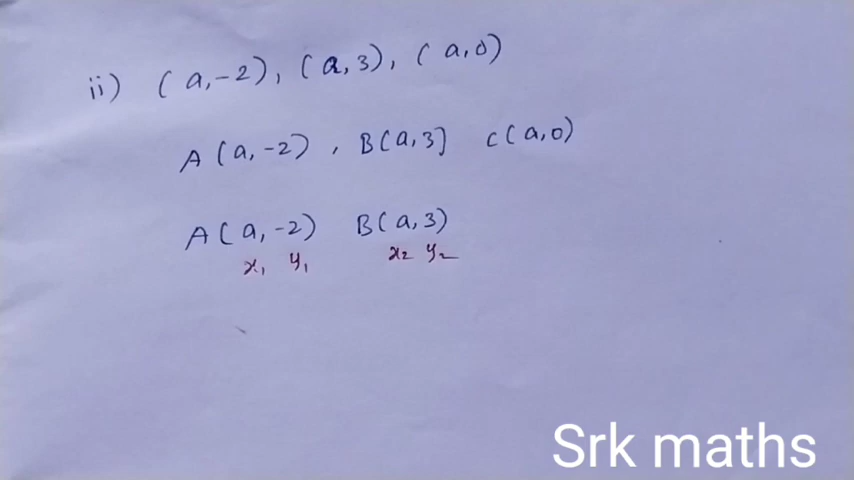 ii) (a,-2), (a,3), (a,0)
A (a,-2) , B(a,3] C(a,0)
A(a,-2) B(a,3)
x₁ y₁ x₂ y₂
Srk maths